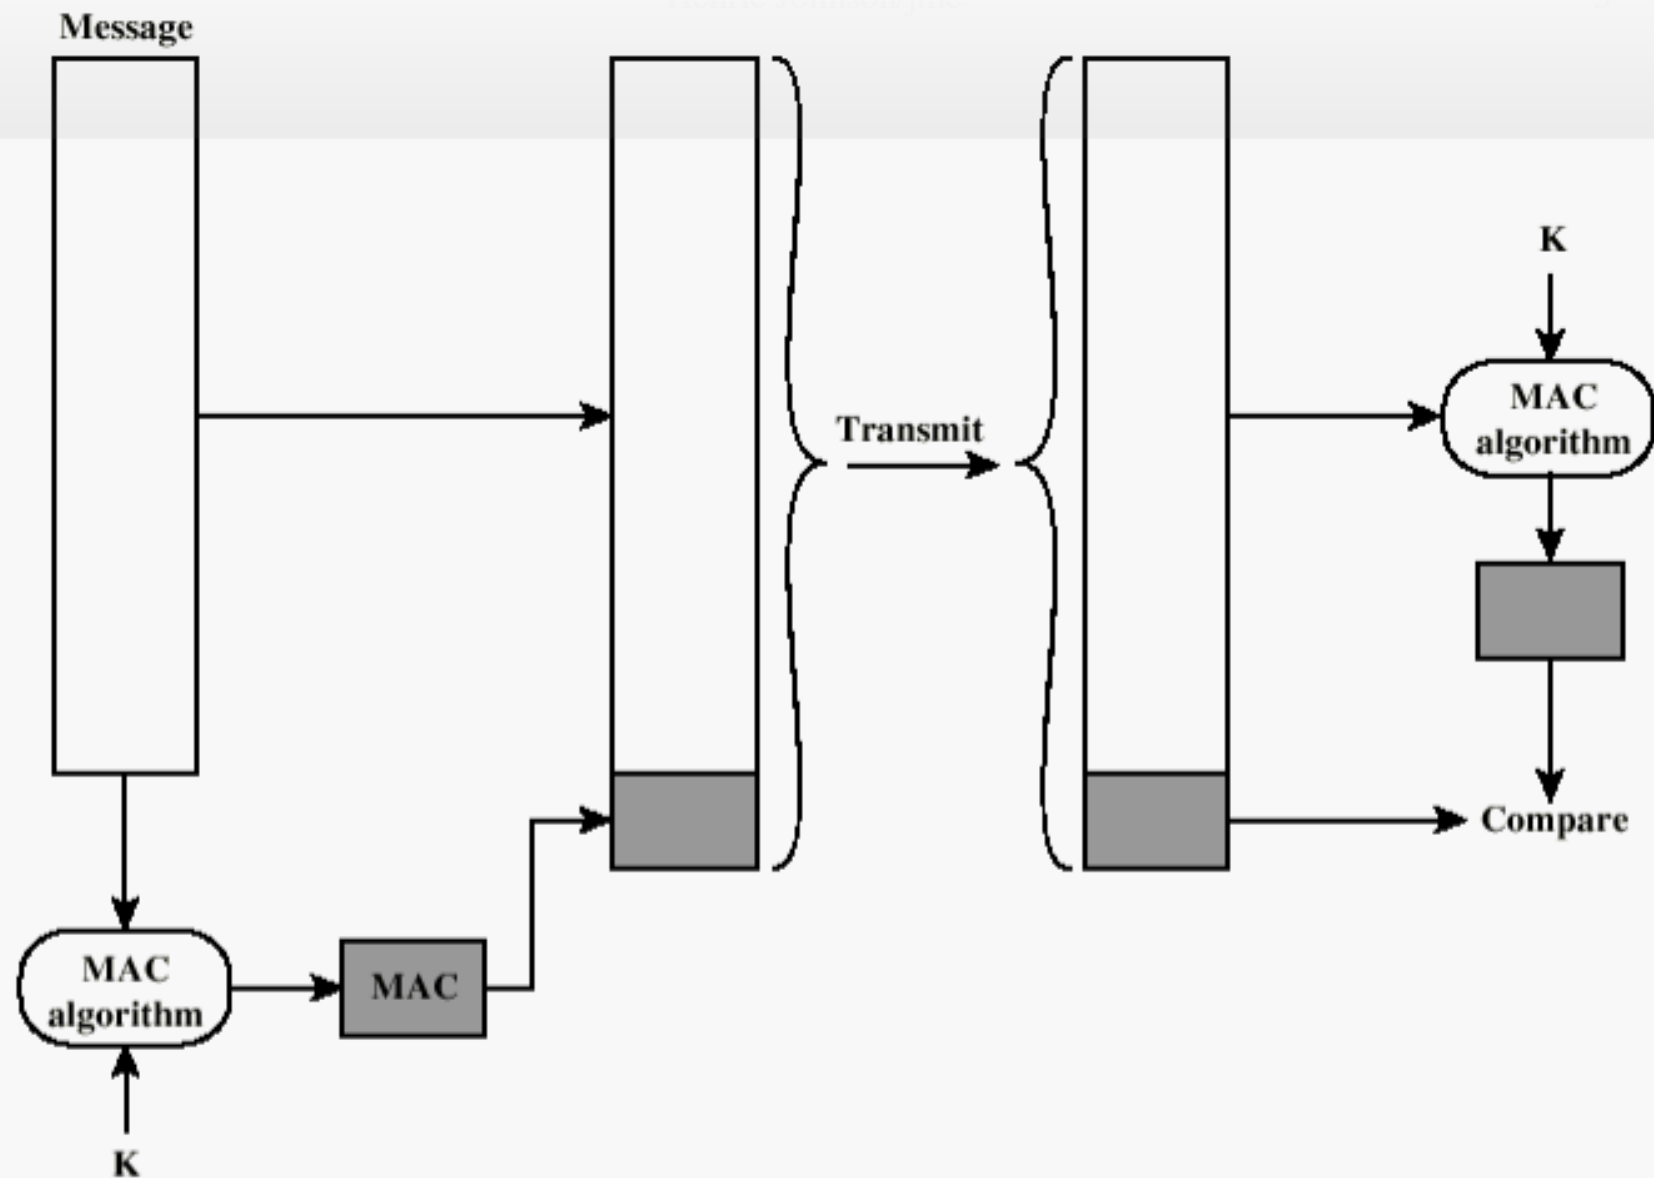 Message
K
MAC
algorithm
Transmit
Compare
MAC
algorithm
MAC
K